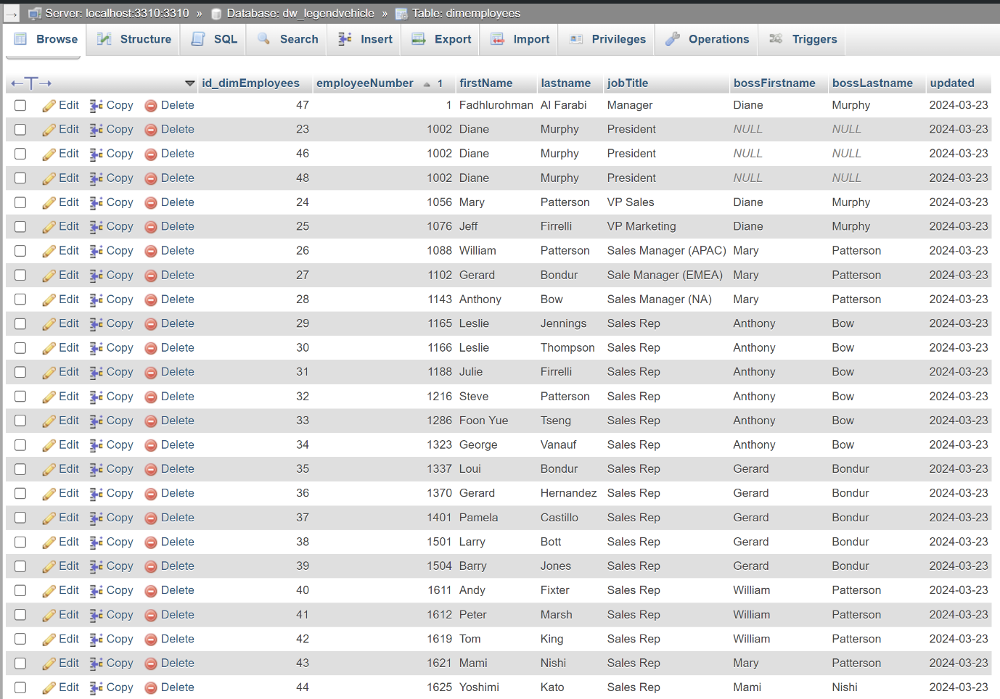 Server: localhost:3310:3310 » Database: dw_legendvehicle » Table: dimemployees
Browse Structure SQL Search Insert Export Import Privileges Operations Triggers
id_dimEmployees employeeNumber 1 firstName lastname jobTitle bossFirstname bossLastname updated
Edit Copy Delete 47 1 Fadhlurohman Al Farabi Manager Diane Murphy 2024-03-23
Edit Copy Delete 23 1002 Diane Murphy President NULL NULL 2024-03-23
Edit Copy Delete 46 1002 Diane Murphy President NULL NULL 2024-03-23
Edit Copy Delete 48 1002 Diane Murphy President NULL NULL 2024-03-23
Edit Copy Delete 24 1056 Mary Patterson VP Sales Diane Murphy 2024-03-23
Edit Copy Delete 25 1076 Jeff Firrelli VP Marketing Diane Murphy 2024-03-23
Edit Copy Delete 26 1088 William Patterson Sales Manager (APAC) Mary Patterson 2024-03-23
Edit Copy Delete 27 1102 Gerard Bondur Sale Manager (EMEA) Mary Patterson 2024-03-23
Edit Copy Delete 28 1143 Anthony Bow Sales Manager (NA) Mary Patterson 2024-03-23
Edit Copy Delete 29 1165 Leslie Jennings Sales Rep Anthony Bow 2024-03-23
Edit Copy Delete 30 1166 Leslie Thompson Sales Rep Anthony Bow 2024-03-23
Edit Copy Delete 31 1188 Julie Firrelli Sales Rep Anthony Bow 2024-03-23
Edit Copy Delete 32 1216 Steve Patterson Sales Rep Anthony Bow 2024-03-23
Edit Copy Delete 33 1286 Foon Yue Tseng Sales Rep Anthony Bow 2024-03-23
Edit Copy Delete 34 1323 George Vanauf Sales Rep Anthony Bow 2024-03-23
Edit Copy Delete 35 1337 Loui Bondur Sales Rep Gerard Bondur 2024-03-23
Edit Copy Delete 36 1370 Gerard Hernandez Sales Rep Gerard Bondur 2024-03-23
Edit Copy Delete 37 1401 Pamela Castillo Sales Rep Gerard Bondur 2024-03-23
Edit Copy Delete 38 1501 Larry Bott Sales Rep Gerard Bondur 2024-03-23
Edit Copy Delete 39 1504 Barry Jones Sales Rep Gerard Bondur 2024-03-23
Edit Copy Delete 40 1611 Andy Fixter Sales Rep William Patterson 2024-03-23
Edit Copy Delete 41 1612 Peter Marsh Sales Rep William Patterson 2024-03-23
Edit Copy Delete 42 1619 Tom King Sales Rep William Patterson 2024-03-23
Edit Copy Delete 43 1621 Mami Nishi Sales Rep Mary Patterson 2024-03-23
Edit Copy Delete 44 1625 Yoshimi Kato Sales Rep Mami Nishi 2024-03-23